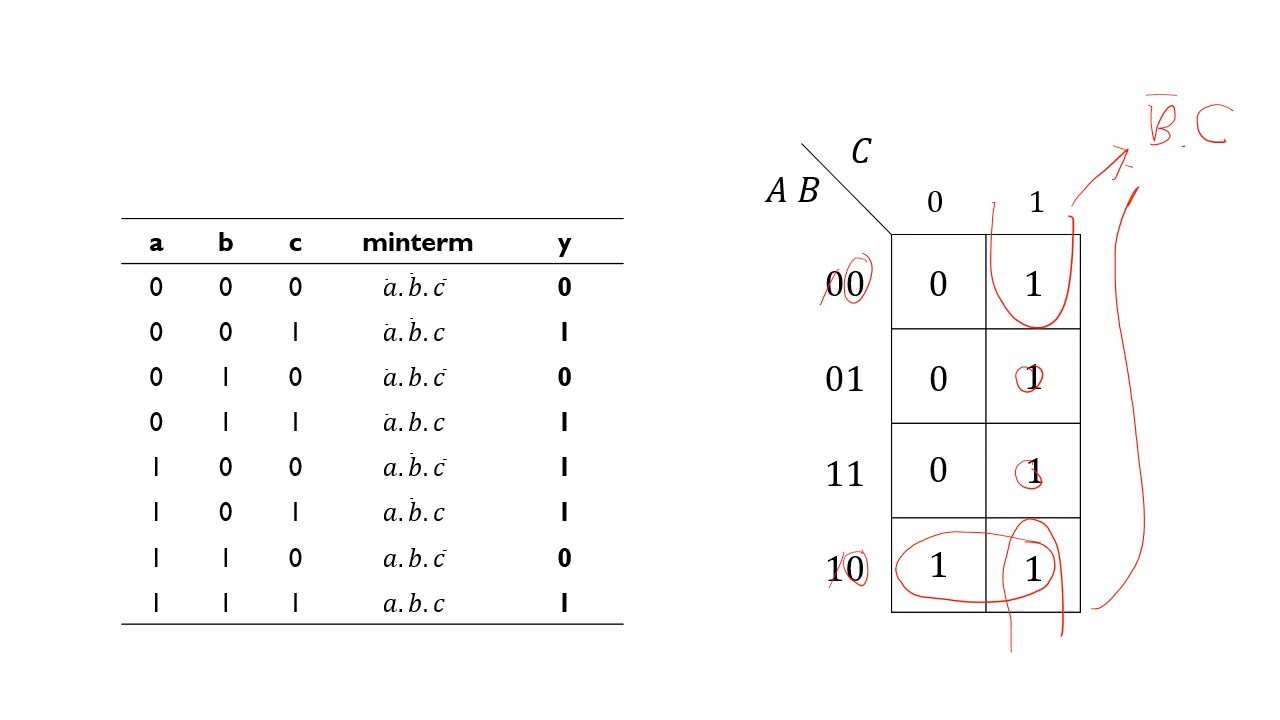 a b c minterm y
0 0 0 a̅.b̅.c̅ 0
0 0 1 a̅.b̅.c 1
0 1 0 a̅.b.c̅ 0
0 1 1 a̅.b.c 1
1 0 0 a.b̅.c̅ 1
1 0 1 a.b̅.c 1
1 1 0 a.b.c̅ 0
1 1 1 a.b.c 1
B̅.C
C
A B
0 1
00 0 1
01 0 1
11 0 1
10 1 1